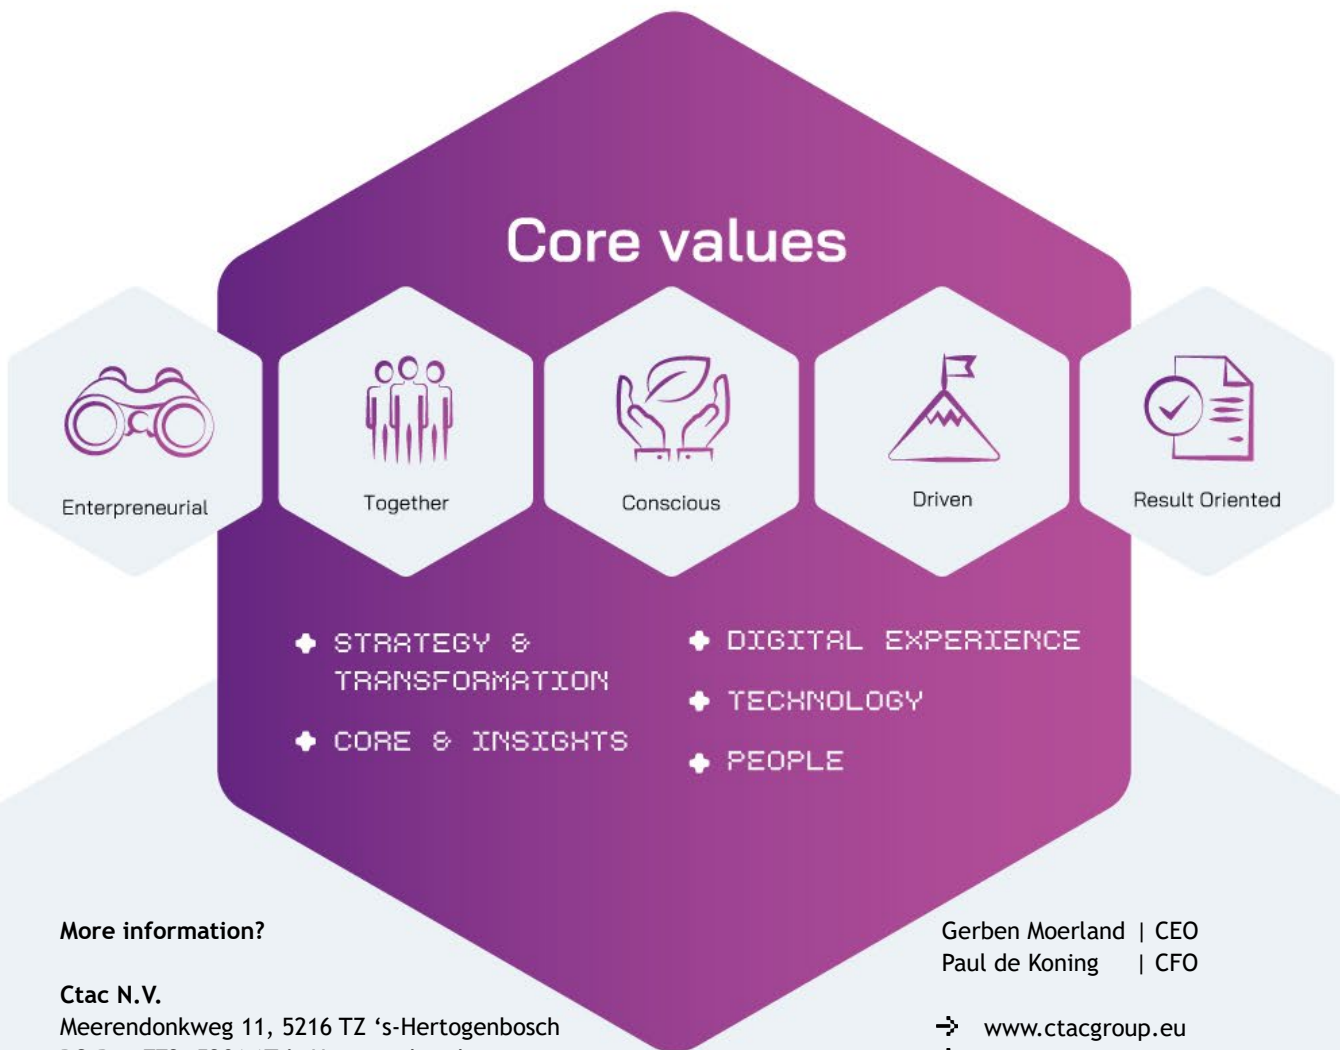 Core values
Enterpreneurial
Together
Conscious
Driven
Result Oriented
STRATEGY &
TRANSFORMATION
CORE & INSIGHTS
DIGITAL EXPERIENCE
TECHNOLOGY
PEOPLE
More information?
Ctac N.V.
Meerendonkweg 11, 5216 TZ ‘s-Hertogenbosch
Gerben Moerland | CEO
Paul de Koning | CFO
www.ctacgroup.eu